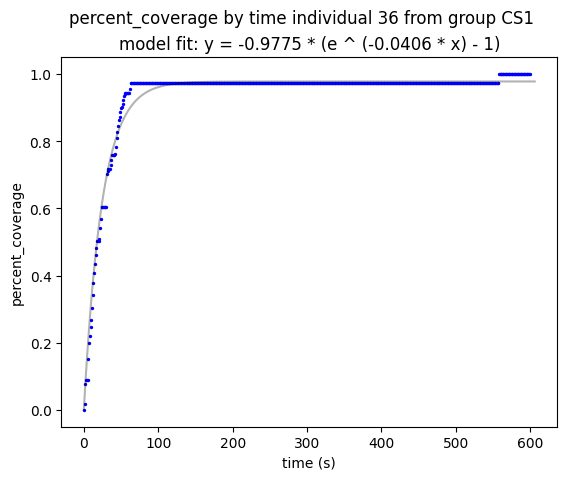 percent_coverage by time individual 36 from group CS1
model fit: y = -0.9775 * (e ^ (-0.0406 * x) - 1)
1.0
0.8
0.6
0.4
0.2
0.0
percent_coverage
0 100 200 300 400 500 600
time (s)